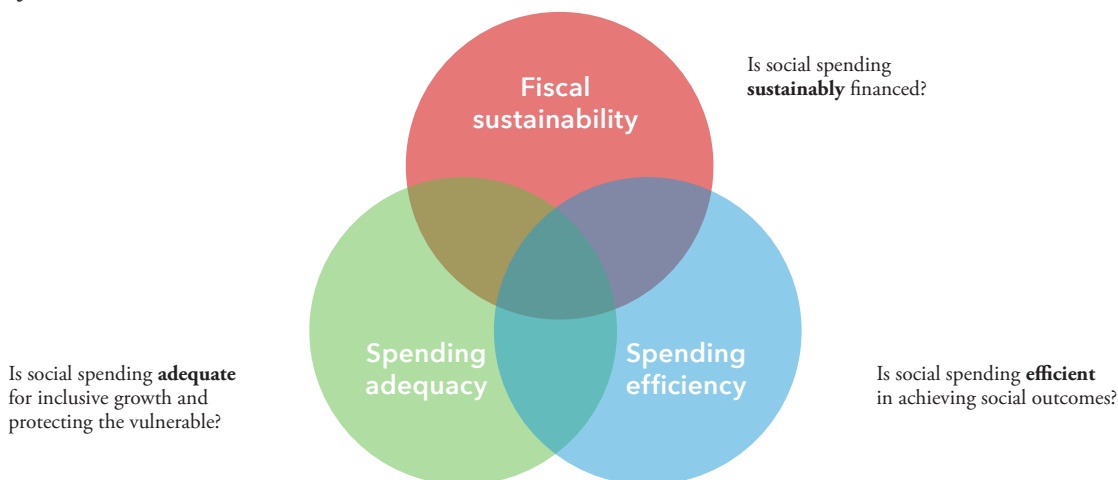 Fiscal
sustainability
Is social spending
sustainably financed?
Spending
adequacy
Spending
efficiency
Is social spending adequate
for inclusive growth and
protecting the vulnerable?
Is social spending efficient
in achieving social outcomes?